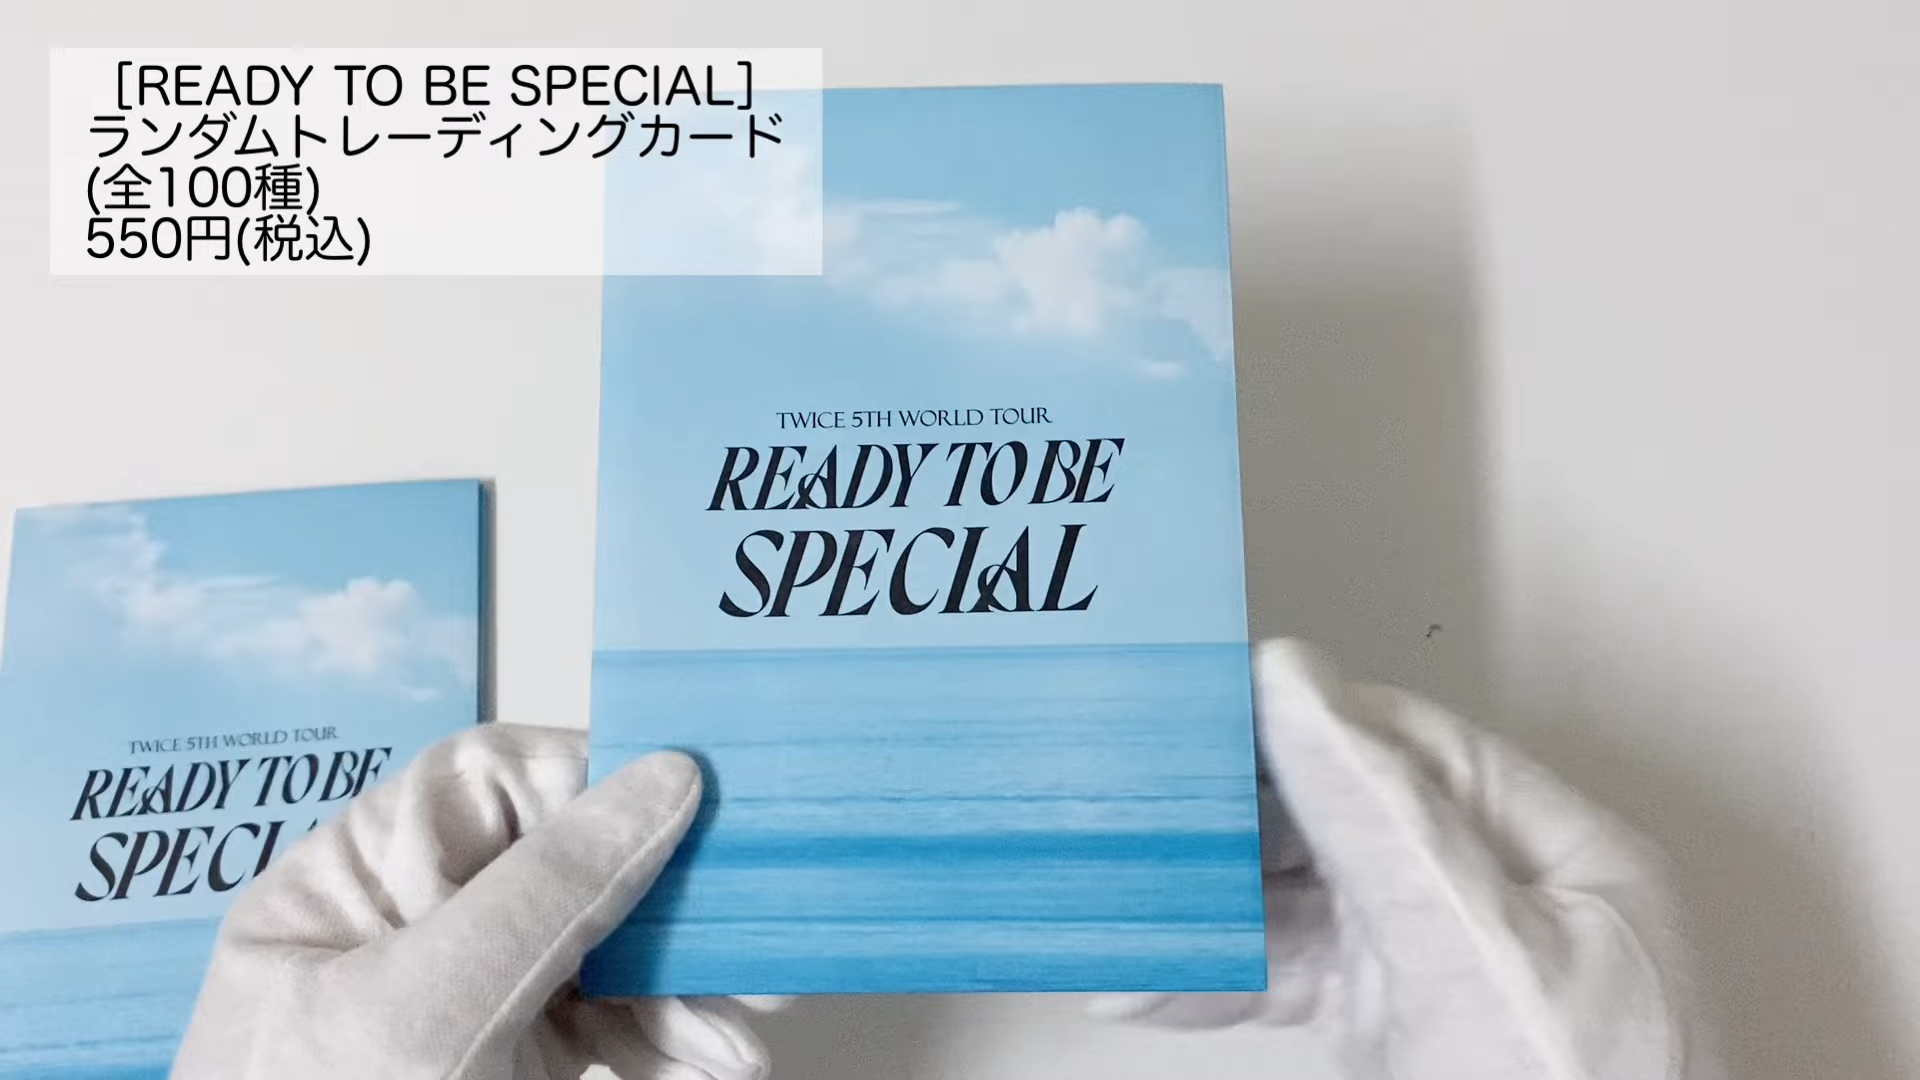 ［READY TO BE SPECIAL］
ランダムトレーディングカード
(全100種)
550円(税込)
TWICE 5TH WORLD TOUR
READY TO BE
SPECIAL
TWICE 5TH WORLD TOUR
READY TO BE
SPECIA